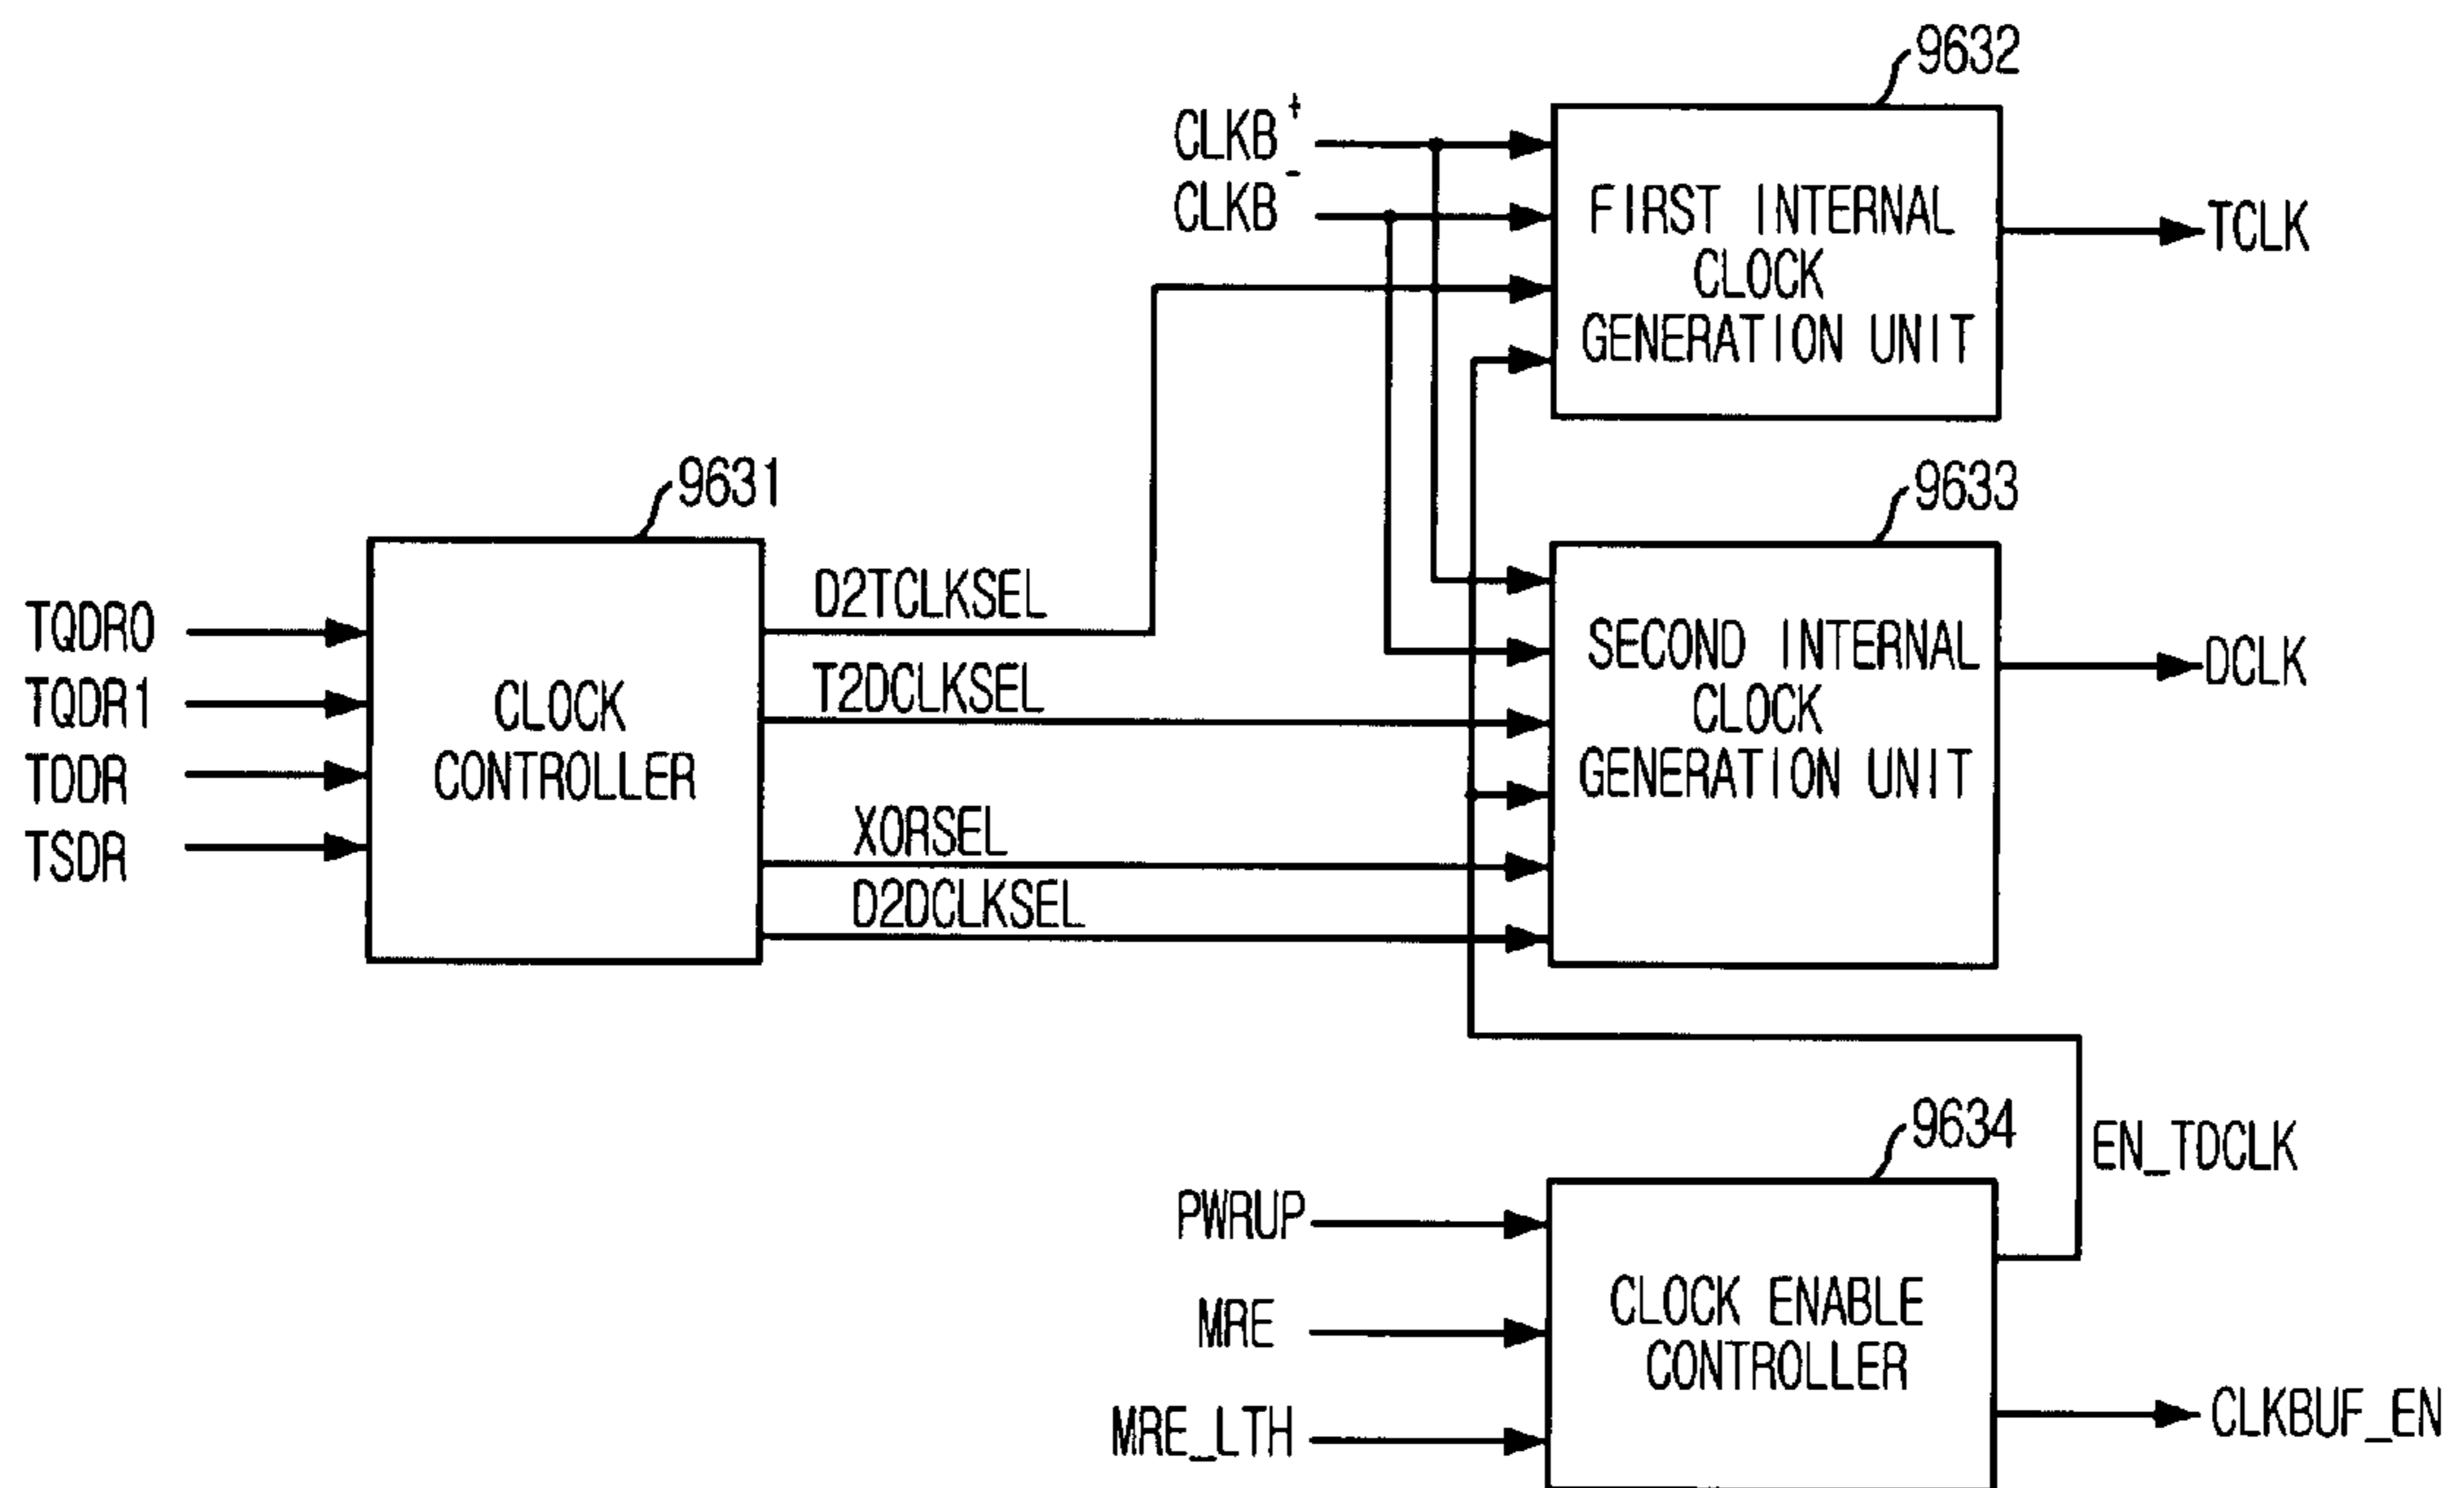 9632
CLKB+
CLKB-
FIRST INTERNAL
CLOCK
GENERATION UNIT
TCLK
9631
9633
TQDR0
TQDR1
TDDR
TSDR
CLOCK
CONTROLLER
D2TCLKSEL
T2DCLKSEL
XORSEL
D2DCLKSEL
SECOND INTERNAL
CLOCK
GENERATION UNIT
DCLK
9634
EN_TDCLK
PWRUP
MRE
MRE_LTH
CLOCK ENABLE
CONTROLLER
CLKBUF_EN